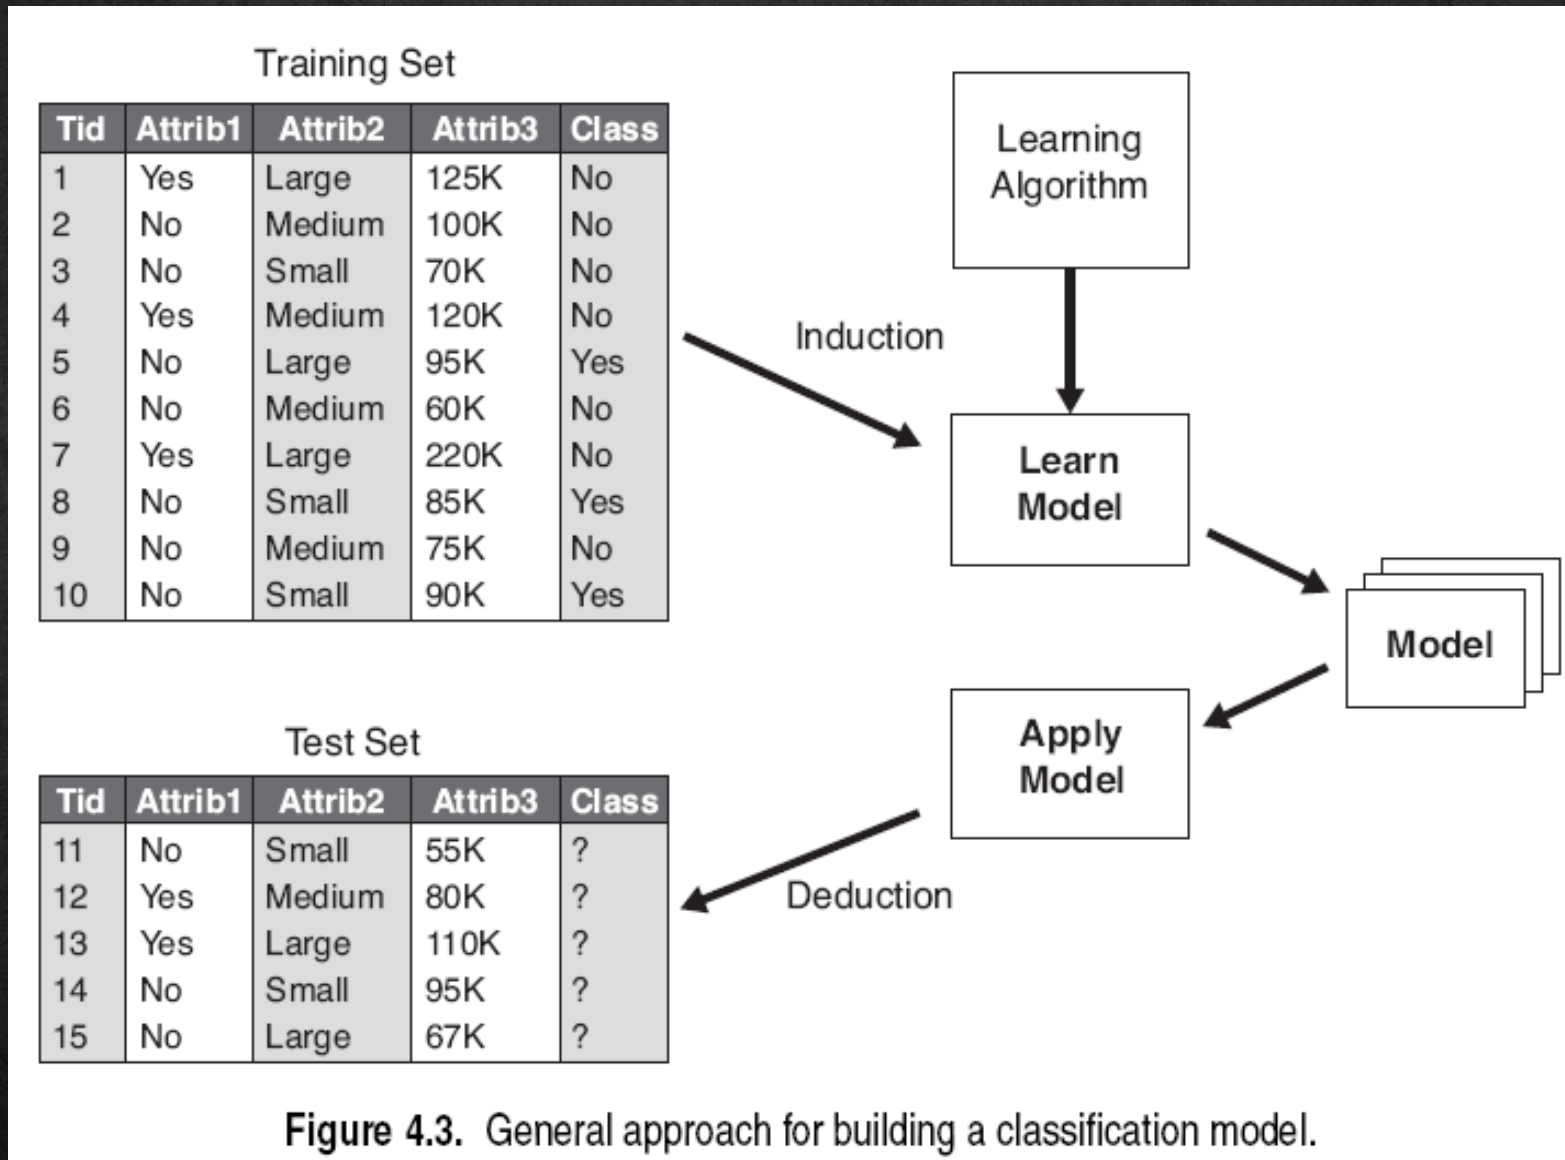 Training Set
Tid Attrib1 Attrib2 Attrib3 Class
1 Yes Large 125K No
2 No Medium 100K No
3 No Small 70K No
4 Yes Medium 120K No
5 No Large 95K Yes
6 No Medium 60K No
7 Yes Large 220K No
8 No Small 85K Yes
9 No Medium 75K No
10 No Small 90K Yes
Learning
Algorithm
Induction
Learn
Model
Model
Apply
Model
Deduction
Test Set
Tid Attrib1 Attrib2 Attrib3 Class
11 No Small 55K ?
12 Yes Medium 80K ?
13 Yes Large 110K ?
14 No Small 95K ?
15 No Large 67K ?
Figure 4.3. General approach for building a classification model.